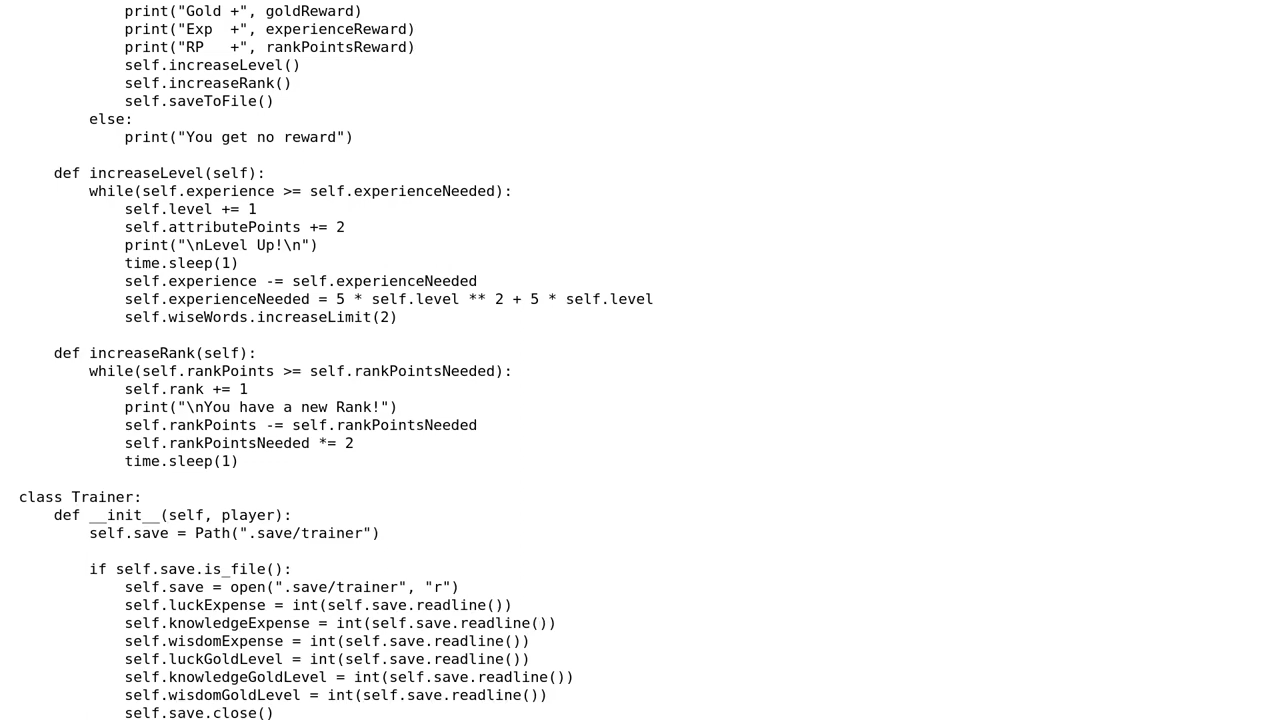 print("Gold +", goldReward)
            print("Exp  +", experienceReward)
            print("RP   +", rankPointsReward)
            self.increaseLevel()
            self.increaseRank()
            self.saveToFile()
        else:
            print("You get no reward")

    def increaseLevel(self):
        while(self.experience >= self.experienceNeeded):
            self.level += 1
            self.attributePoints += 2
            print("\nLevel Up!\n")
            time.sleep(1)
            self.experience -= self.experienceNeeded
            self.experienceNeeded = 5 * self.level ** 2 + 5 * self.level
            self.wiseWords.increaseLimit(2)

    def increaseRank(self):
        while(self.rankPoints >= self.rankPointsNeeded):
            self.rank += 1
            print("\nYou have a new Rank!")
            self.rankPoints -= self.rankPointsNeeded
            self.rankPointsNeeded *= 2
            time.sleep(1)

class Trainer:
    def __init__(self, player):
        self.save = Path(".save/trainer")

        if self.save.is_file():
            self.save = open(".save/trainer", "r")
            self.luckExpense = int(self.save.readline())
            self.knowledgeExpense = int(self.save.readline())
            self.wisdomExpense = int(self.save.readline())
            self.luckGoldLevel = int(self.save.readline())
            self.knowledgeGoldLevel = int(self.save.readline())
            self.wisdomGoldLevel = int(self.save.readline())
            self.save.close()